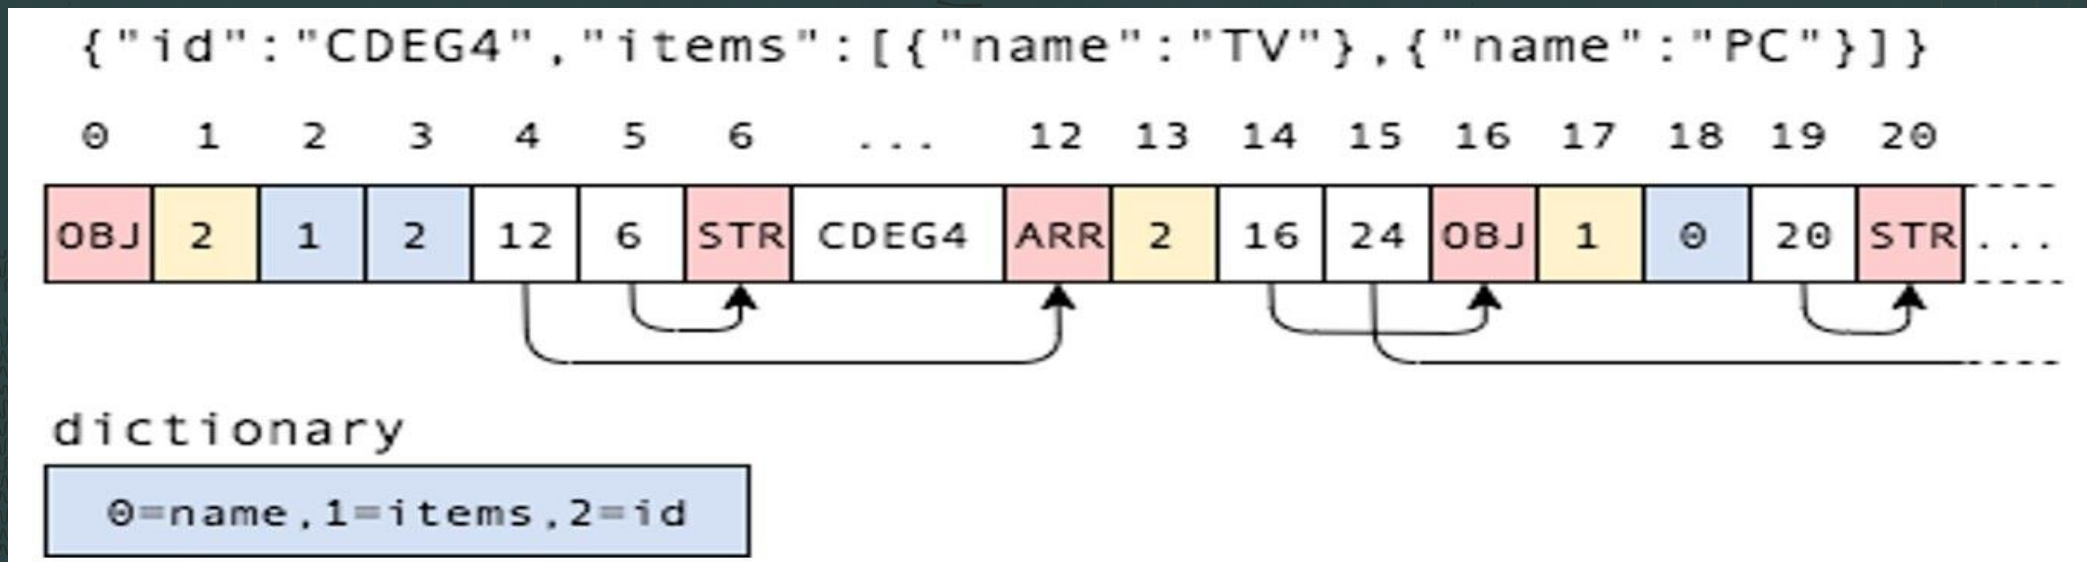 {"id":"CDEG4","items":[{"name":"TV"},{"name":"PC"}]}
0 1 2 3 4 5 6 ... 12 13 14 15 16 17 18 19 20
OBJ 2 1 2 12 6 STR CDEG4 ARR 2 16 24 OBJ 1 0 20 STR ...
dictionary
0=name,1=items,2=id